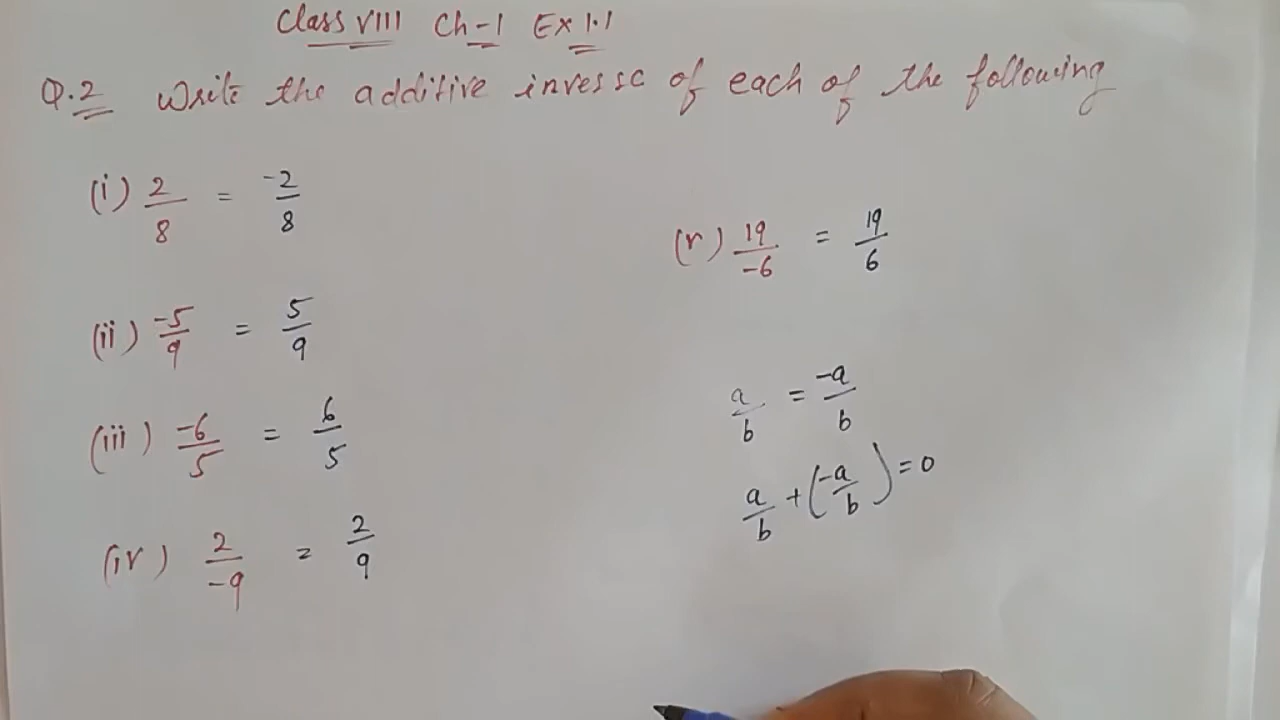 Class VIII Ch-1 Ex 1.1
Q.2 Write the additive inverse of each of the following
(i) 2/8 = -2/8
(ii) -5/9 = 5/9
(iii) -6/5 = 6/5
(iv) 2/-9 = 2/9
(v) 19/-6 = 19/6
a/b = -a/b
a/b + (-a/b) = 0